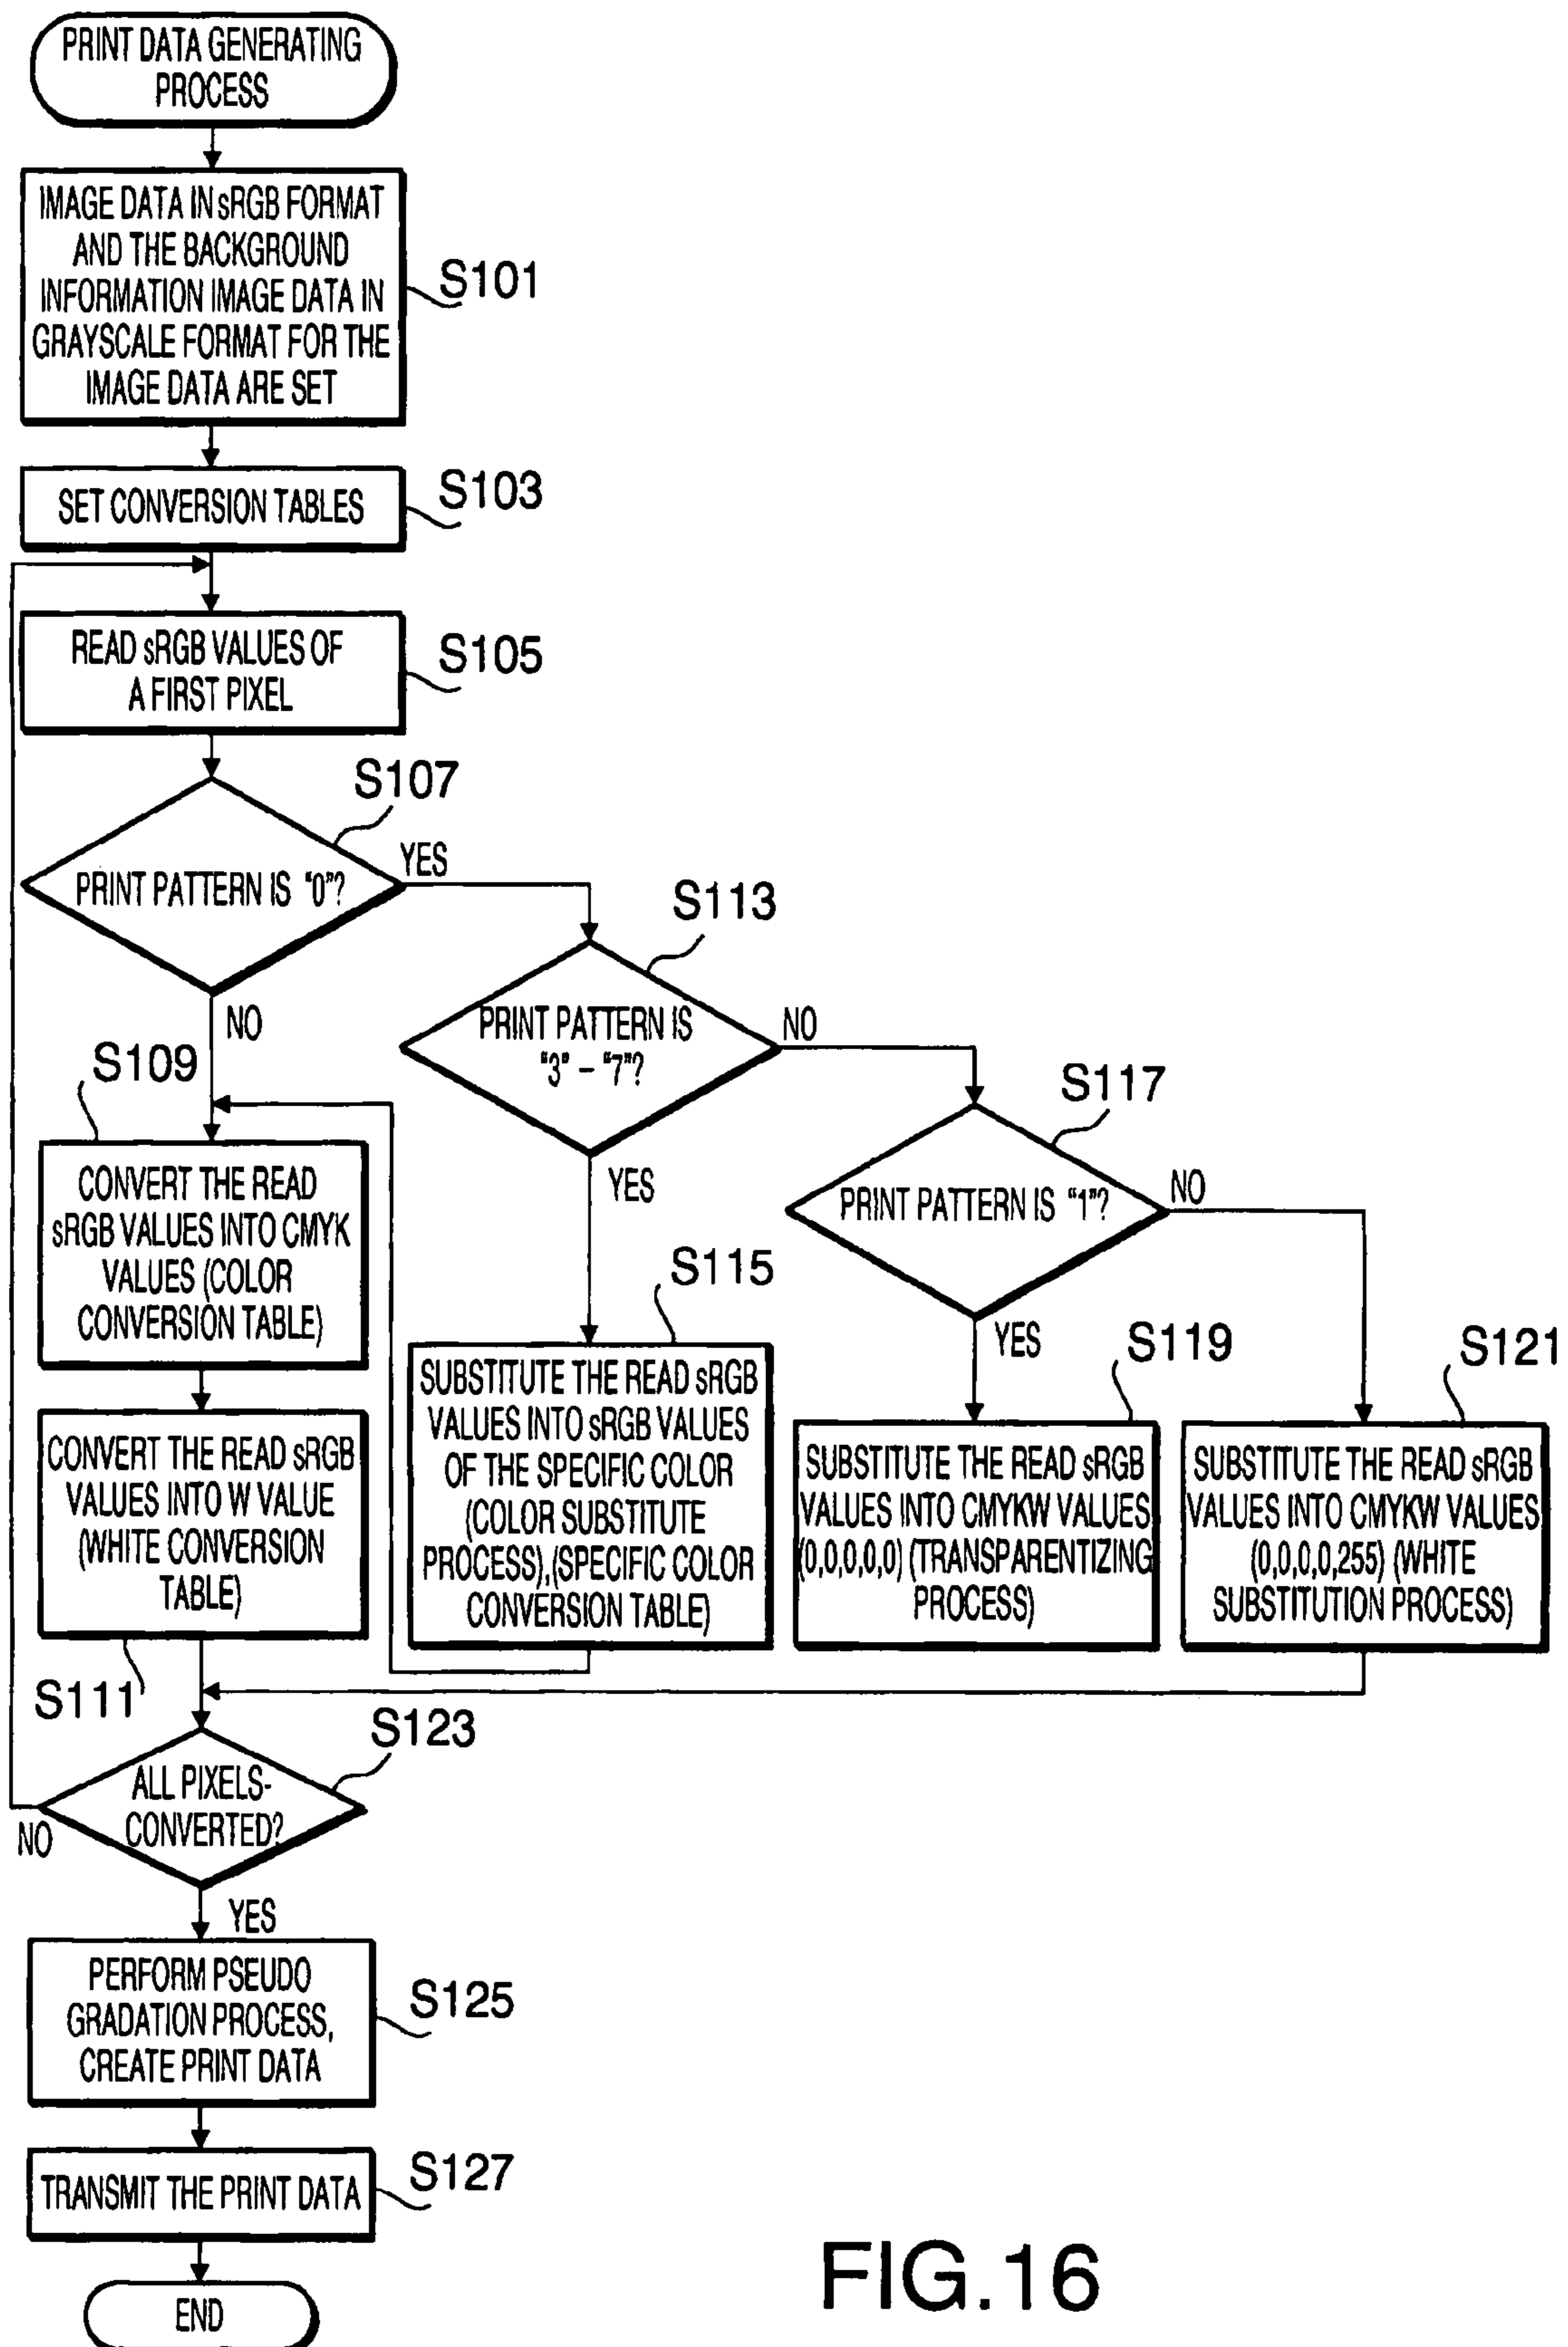 PRINT DATA GENERATING
PROCESS
IMAGE DATA IN sRGB FORMAT
AND THE BACKGROUND
INFORMATION IMAGE DATA IN
GRAYSCALE FORMAT FOR THE
IMAGE DATA ARE SET
S101
SET CONVERSION TABLES
S103
READ sRGB VALUES OF
A FIRST PIXEL
S105
S107
PRINT PATTERN IS "0"?
YES
NO
S113
PRINT PATTERN IS
"3" – "7"?
NO
YES
S117
PRINT PATTERN IS "1"?
NO
YES
S109
CONVERT THE READ
sRGB VALUES INTO CMYK
VALUES (COLOR
CONVERSION TABLE)
CONVERT THE READ sRGB
VALUES INTO W VALUE
(WHITE CONVERSION
TABLE)
S111
S115
SUBSTITUTE THE READ sRGB
VALUES INTO sRGB VALUES
OF THE SPECIFIC COLOR
(COLOR SUBSTITUTE
PROCESS),(SPECIFIC COLOR
CONVERSION TABLE)
S119
SUBSTITUTE THE READ sRGB
VALUES INTO CMYKW VALUES
(0,0,0,0,0) (TRANSPARENTIZING
PROCESS)
S121
SUBSTITUTE THE READ sRGB
VALUES INTO CMYKW VALUES
(0,0,0,0,255) (WHITE
SUBSTITUTION PROCESS)
S123
ALL PIXELS-
CONVERTED?
NO
YES
PERFORM PSEUDO
GRADATION PROCESS,
CREATE PRINT DATA
S125
TRANSMIT THE PRINT DATA
S127
END
FIG.16